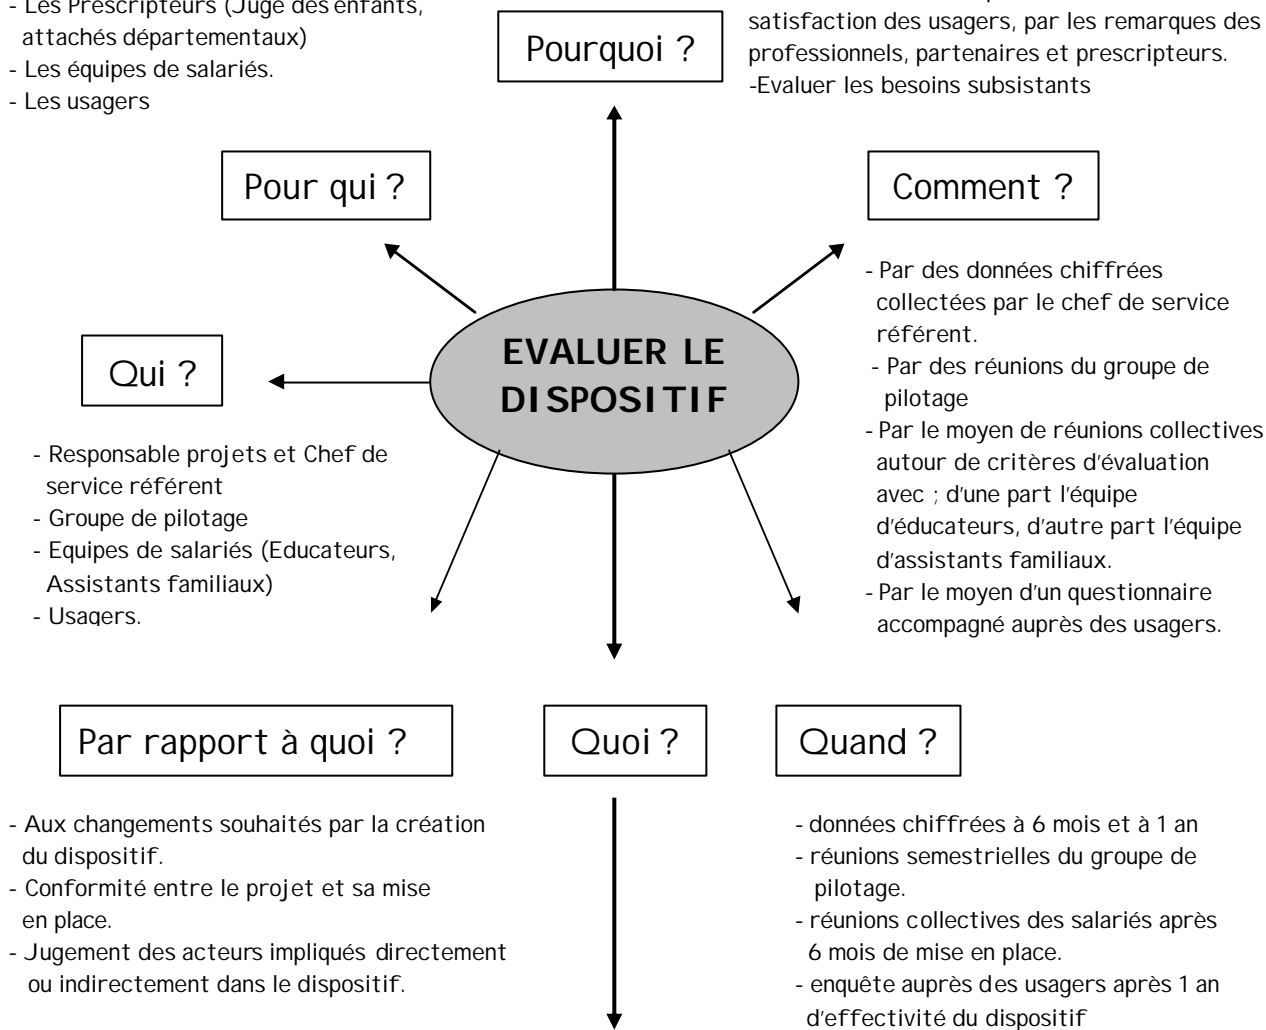 - Les Prescripteurs (Juge des enfants,
attachés départementaux)
- Les équipes de salariés.
- Les usagers
Pourquoi ?
satisfaction des usagers, par les remarques des
professionnels, partenaires et prescripteurs.
-Evaluer les besoins subsistants
Pour qui ?
Comment ?
- Par des données chiffrées
collectées par le chef de service
référent.
- Par des réunions du groupe de
pilotage
- Par le moyen de réunions collectives
autour de critères d'évaluation
avec ; d'une part l'équipe
d'éducateurs, d'autre part l'équipe
d'assistants familiaux.
- Par le moyen d'un questionnaire
accompagné auprès des usagers.
EVALUER LE
DISPOSITIF
Qui ?
- Responsable projets et Chef de
service référent
- Groupe de pilotage
- Equipes de salariés (Educateurs,
Assistants familiaux)
- Usagers.
Par rapport à quoi ?
- Aux changements souhaités par la création
du dispositif.
- Conformité entre le projet et sa mise
en place.
- Jugement des acteurs impliqués directement
ou indirectement dans le dispositif.
Quoi ?
Quand ?
- données chiffrées à 6 mois et à 1 an
- réunions semestrielles du groupe de
pilotage.
- réunions collectives des salariés après
6 mois de mise en place.
- enquête auprès des usagers après 1 an
d'effectivité du dispositif